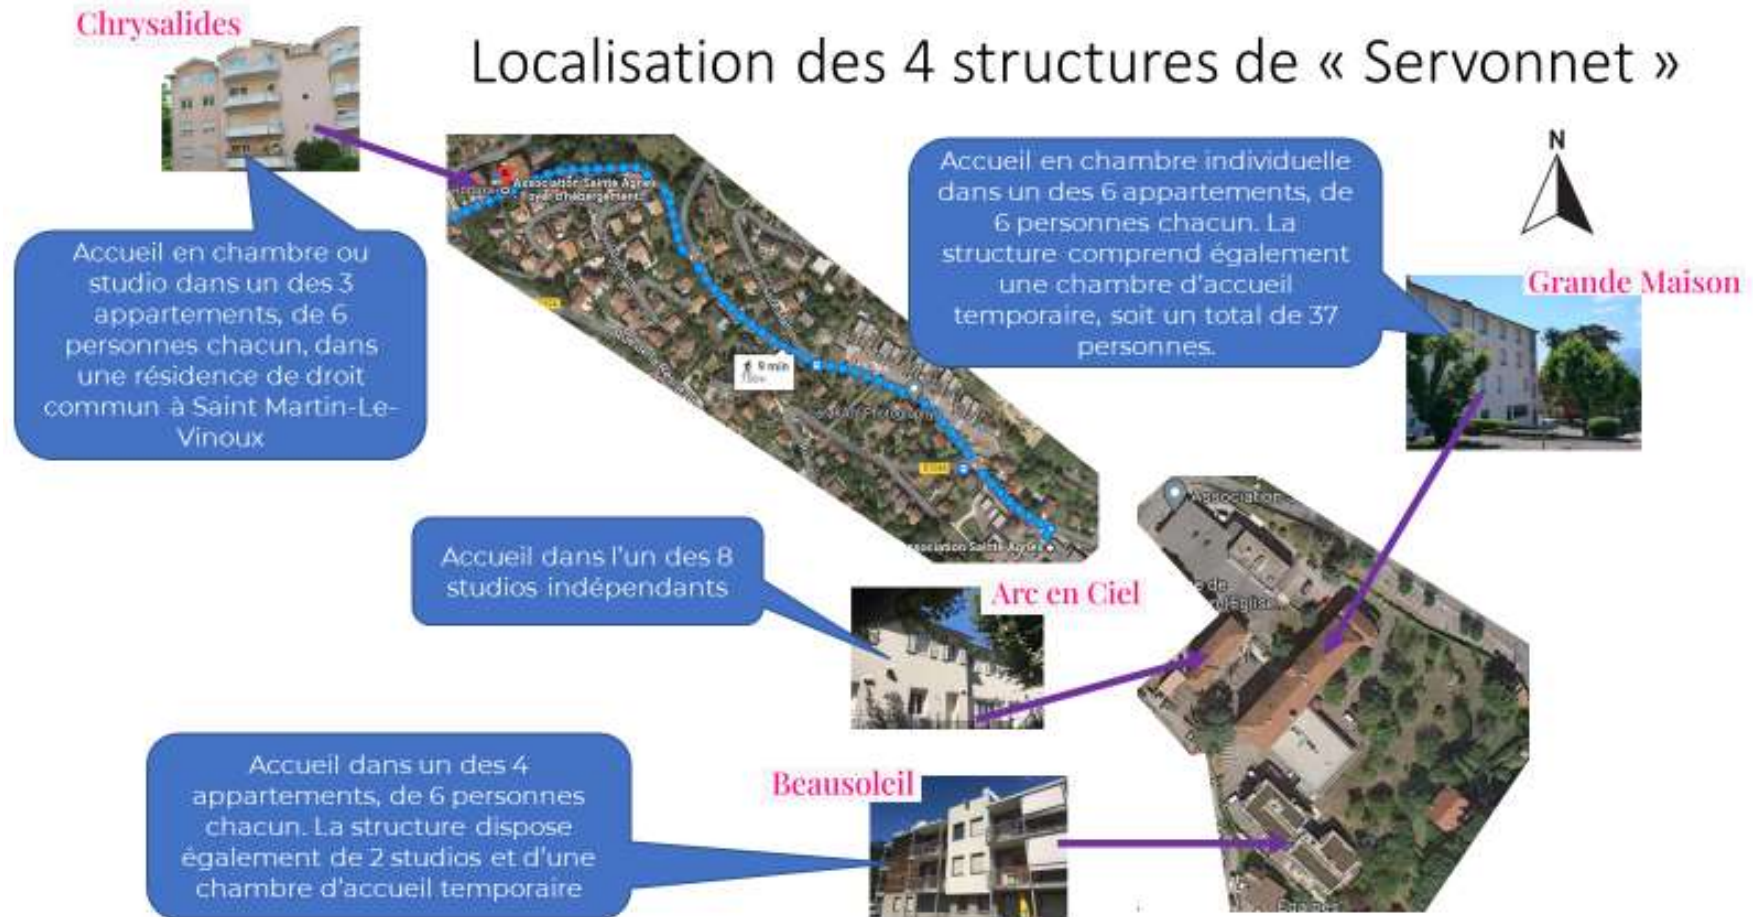 Chrysalides
Localisation des 4 structures de « Servonnet »
N
Accueil en chambre individuelle
dans un des 6 appartements, de
6 personnes chacun. La
structure comprend également
une chambre d'accueil
temporaire, soit un total de 37
personnes.
Grande Maison
Accueil en chambre ou
studio dans un des 3
appartements, de 6
personnes chacun, dans
une résidence de droit
commun à Saint Martin-Le-
Vinoux
Association Sainte Agnès
9 min
Association Sainte Agnès
Association
Accueil dans l'un des 8
studios indépendants
Arc en Ciel
de
Beausoleil
Accueil dans un des 4
appartements, de 6 personnes
chacun. La structure dispose
également de 2 studios et d'une
chambre d'accueil temporaire